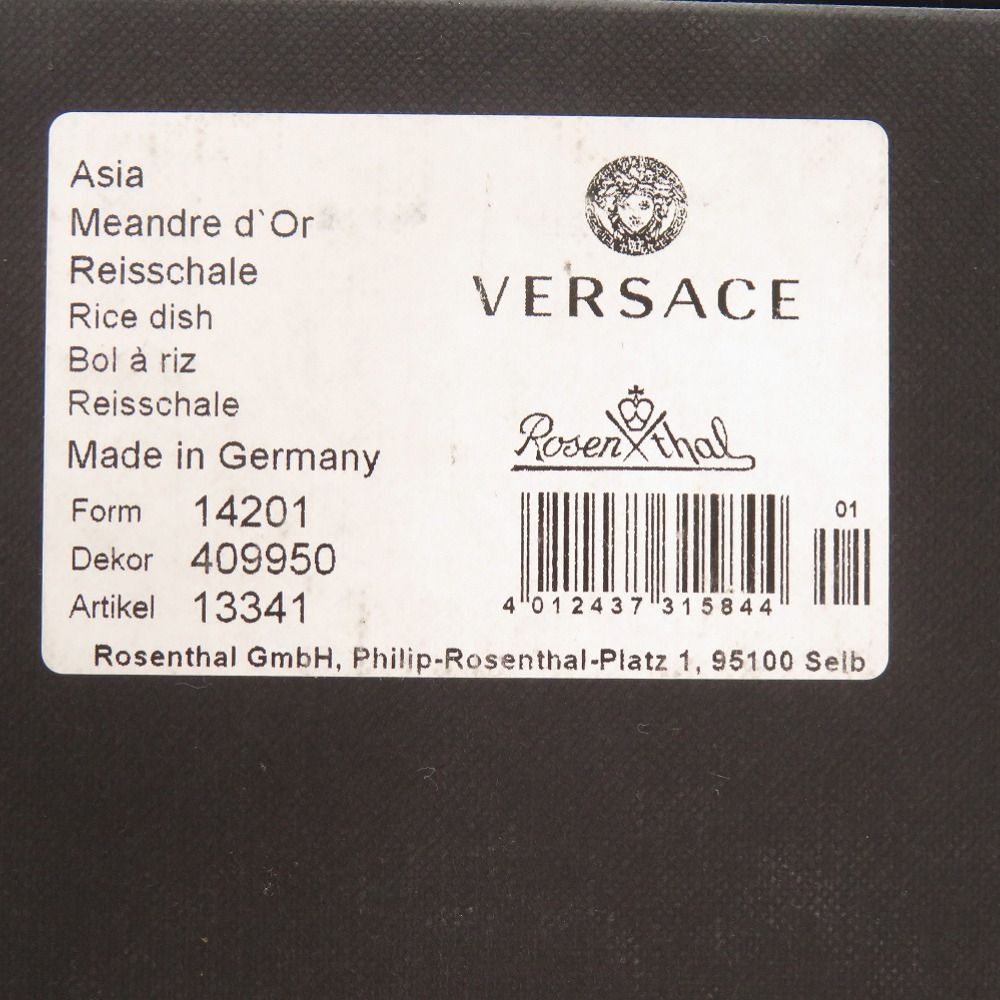 Asia
Meandre d`Or
Reisschale
Rice dish
Bol à riz
Reisschale
Made in Germany
Form 14201
Dekor 409950
Artikel 13341
VERSACE
Rosenthal
01
4 012437 315844
Rosenthal GmbH, Philip-Rosenthal-Platz 1, 95100 Selb